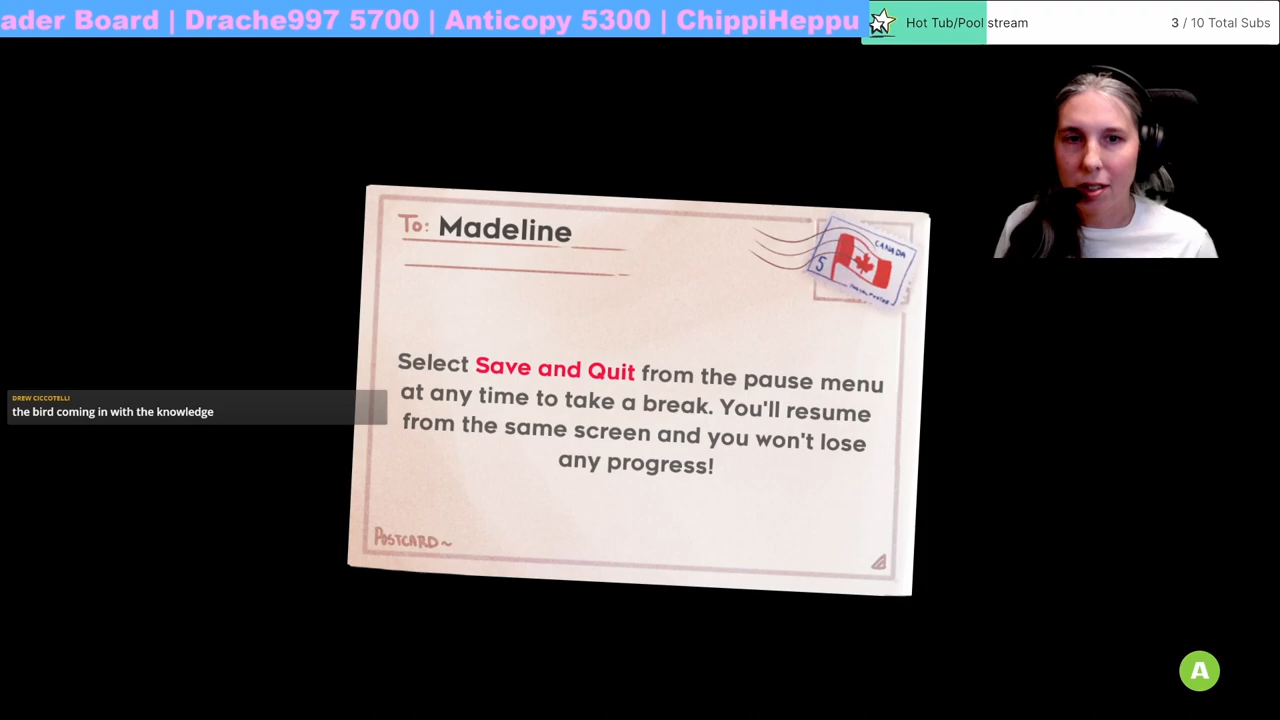 ader Board | Drache997 5700 | Anticopy 5300 | ChippiHeppu
Hot Tub/Pool stream
3 / 10 Total Subs
To: Madeline
CANADA
5
Select Save and Quit from the pause menu
at any time to take a break. You'll resume
from the same screen and you won't lose
any progress!
POSTCARD~
DREW CICCOTELLI
the bird coming in with the knowledge
A